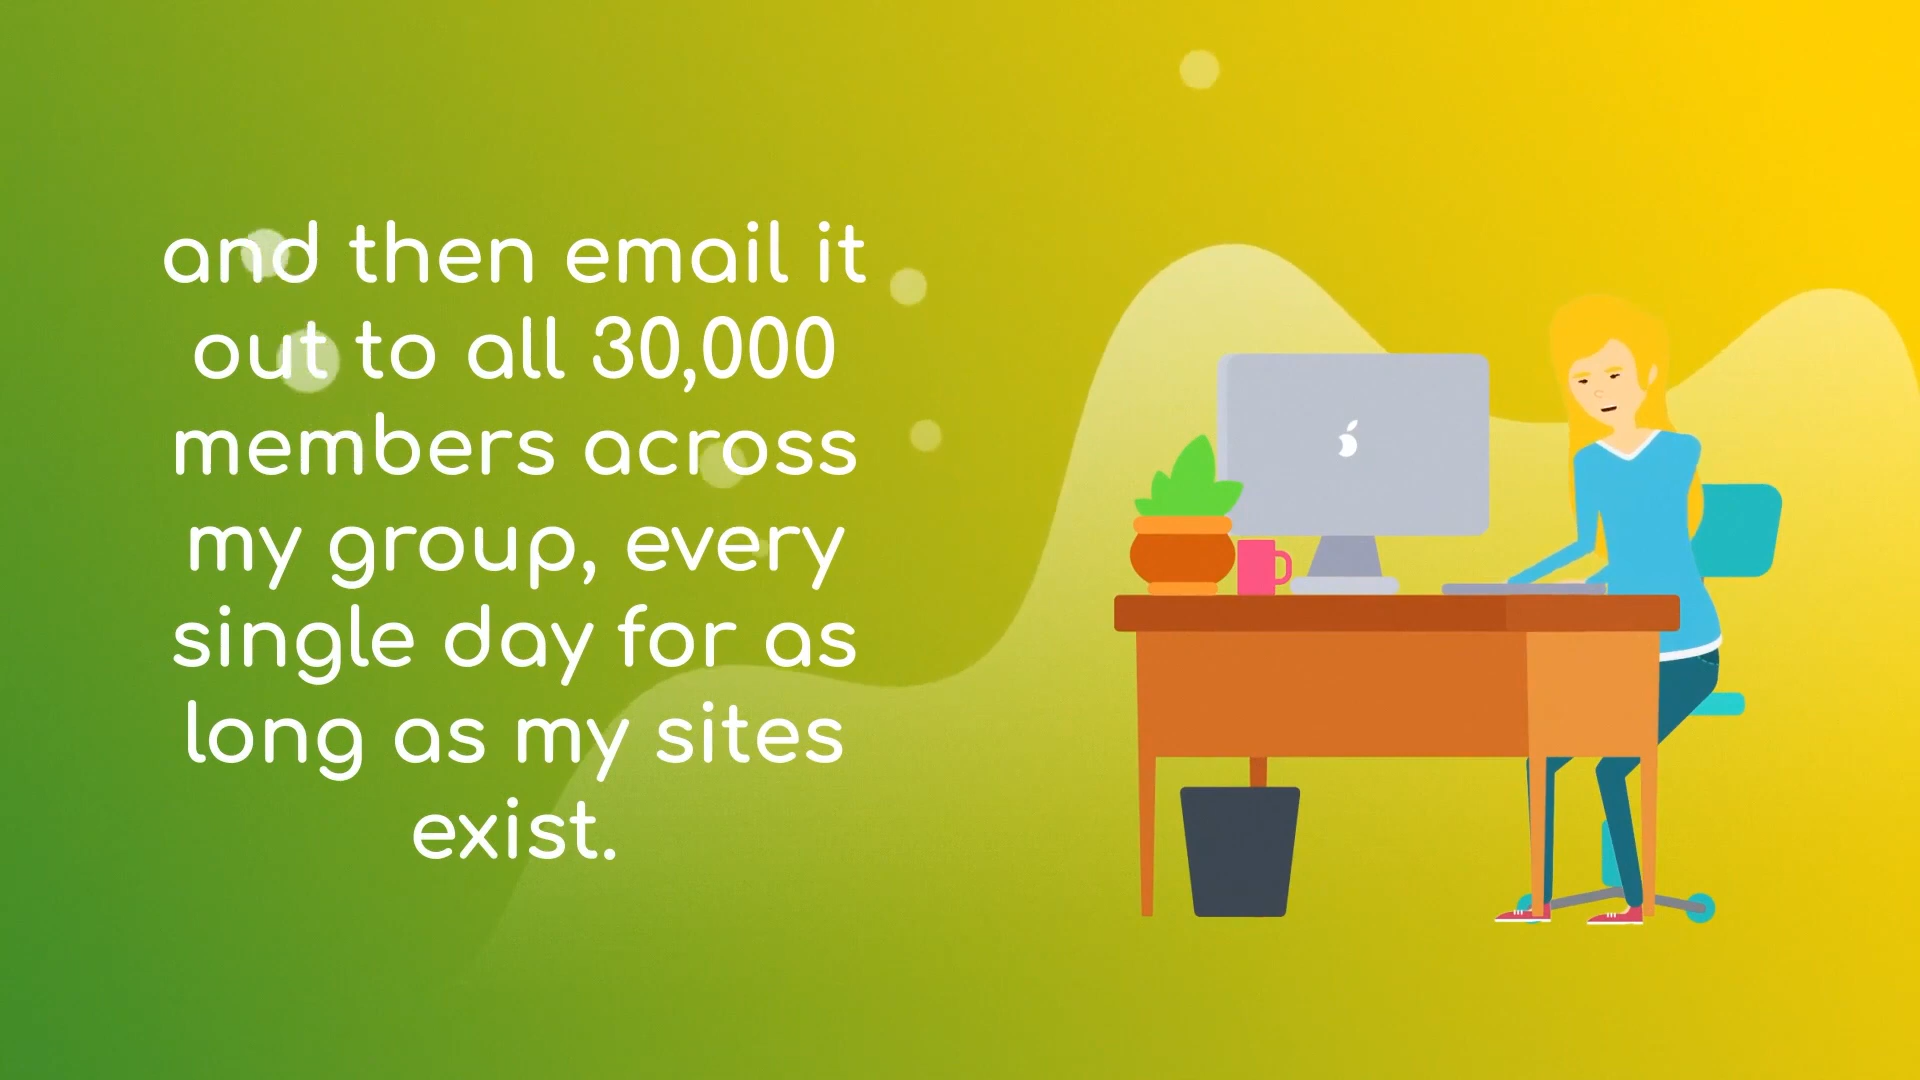 and then email it
out to all 30,000
members across
my group, every
single day for as
long as my sites
exist.